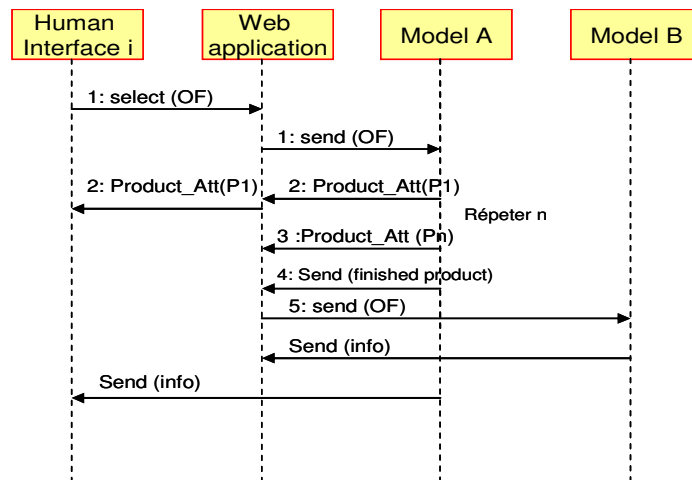 Human
Interface i
Web
application
Model A
Model B
1: select (OF)
1: send (OF)
2: Product_Att(P1)
2: Product_Att(P1)
Répeter n
3 :Product_Att (Pn)
4: Send (finished product)
5: send (OF)
Send (info)
Send (info)